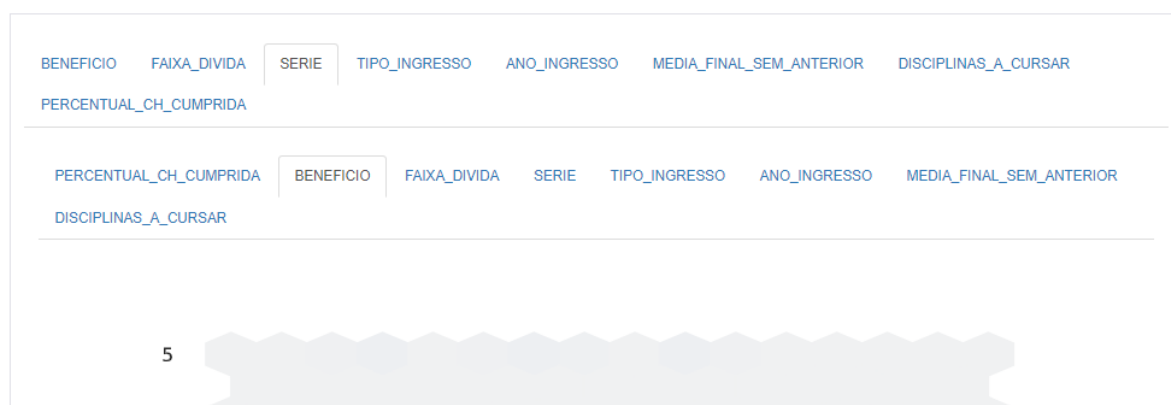 BENEFICIO FAIXA_DIVIDA SERIE TIPO_INGRESSO ANO_INGRESSO MEDIA_FINAL_SEM_ANTERIOR DISCIPLINAS_A_CURSAR
PERCENTUAL_CH_CUMPRIDA
PERCENTUAL_CH_CUMPRIDA BENEFICIO FAIXA_DIVIDA SERIE TIPO_INGRESSO ANO_INGRESSO MEDIA_FINAL_SEM_ANTERIOR
DISCIPLINAS_A_CURSAR
5